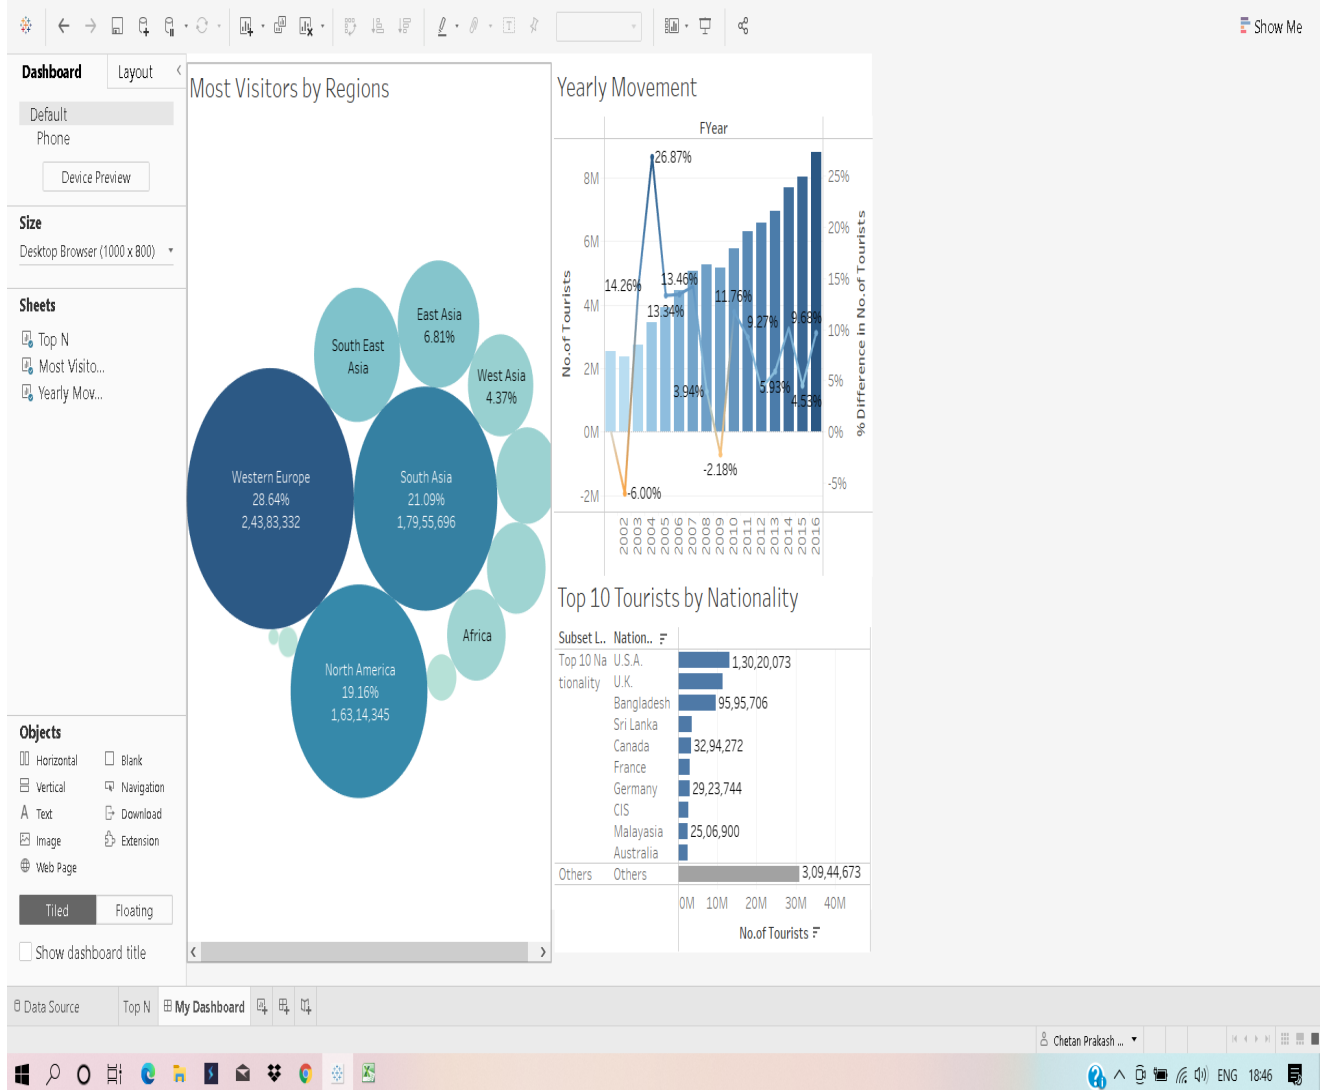 Show Me
Dashboard
Layout
Default
Phone
Device Preview
Size
Desktop Browser (1000 x 800)
Sheets
Top N
Most Visito...
Yearly Mov...
Objects
Horizontal
Blank
Vertical
Navigation
A Text
Download
Image
Extension
Web Page
Tiled
Floating
Show dashboard title
Most Visitors by Regions
East Asia
6.81%
South East
Asia
West Asia
4.37%
Western Europe
28.64%
2,43,83,332
South Asia
21.09%
1,79,55,696
Africa
North America
19.16%
1,63,14,345
Yearly Movement
FYear
No.of Tourists
8M
6M
4M
2M
0M
-2M
26.87%
14.26%
13.46%
13.34%
11.76%
9.27%
9.68%
3.94%
5.93%
4.53%
-2.18%
-6.00%
25%
20%
15%
10%
5%
0%
-5%
% Difference in No.of Tourists
2002
2003
2004
2005
2006
2007
2008
2009
2010
2011
2012
2013
2014
2015
2016
Top 10 Tourists by Nationality
Subset L.. Nation..
Top 10 Na
tionality
U.S.A. 1,30,20,073
U.K.
Bangladesh 95,95,706
Sri Lanka
Canada 32,94,272
France
Germany 29,23,744
CIS
Malayasia 25,06,900
Australia
Others Others 3,09,44,673
0M 10M 20M 30M 40M
No.of Tourists
Data Source
Top N
My Dashboard
Chetan Prakash ...
ENG 18:46